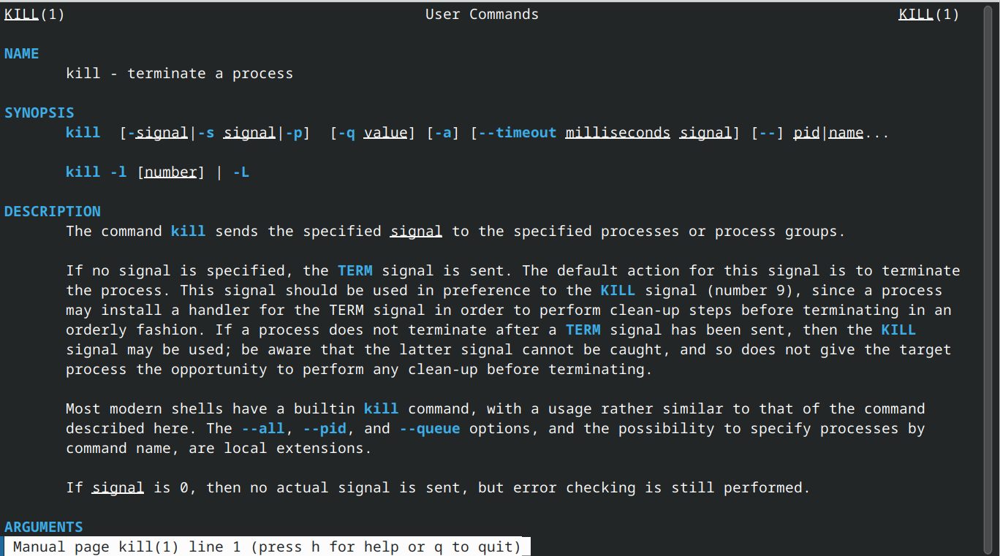 KILL(1) User Commands KILL(1)
NAME
kill - terminate a process
SYNOPSIS
kill [-signal|-s signal|-p] [-q value] [-a] [--timeout milliseconds signal] [--] pid|name...
kill -l [number] | -L
DESCRIPTION
The command kill sends the specified signal to the specified processes or process groups.
If no signal is specified, the TERM signal is sent. The default action for this signal is to terminate
the process. This signal should be used in preference to the KILL signal (number 9), since a process
may install a handler for the TERM signal in order to perform clean-up steps before terminating in an
orderly fashion. If a process does not terminate after a TERM signal has been sent, then the KILL
signal may be used; be aware that the latter signal cannot be caught, and so does not give the target
process the opportunity to perform any clean-up before terminating.
Most modern shells have a builtin kill command, with a usage rather similar to that of the command
described here. The --all, --pid, and --queue options, and the possibility to specify processes by
command name, are local extensions.
If signal is 0, then no actual signal is sent, but error checking is still performed.
ARGUMENTS
Manual page kill(1) line 1 (press h for help or q to quit)